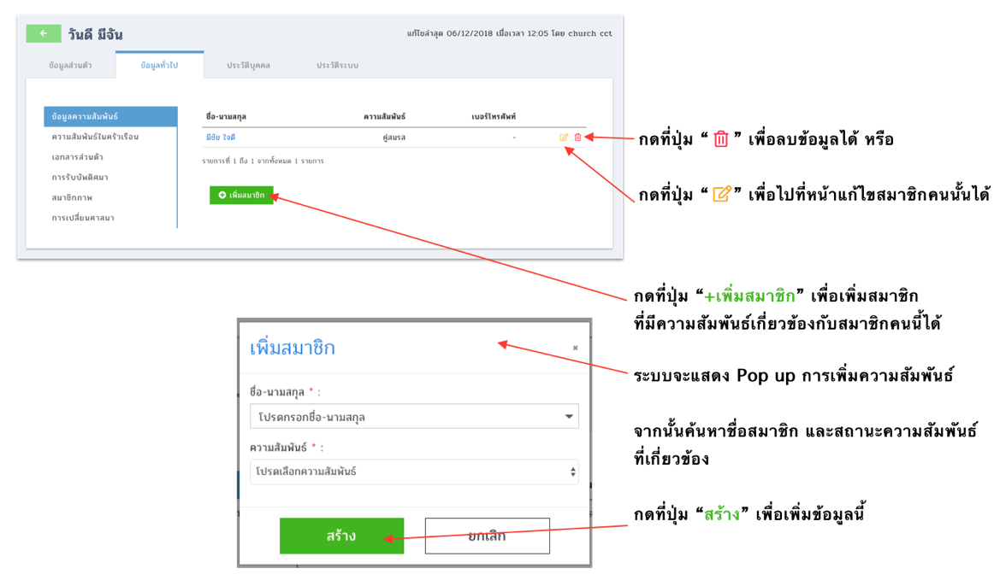 วันดี มีจัน
แก้ไขล่าสุด 06/12/2018 เมื่อเวลา 12:05 โดย church cct
ข้อมูลส่วนตัว
ข้อมูลทั่วไป
ประวัติบุคคล
ประวัติระบบ
ข้อมูลความสัมพันธ์
ความสัมพันธ์ในครัวเรือน
เอกสารส่วนตัว
การรับบัพติศมา
สมาชิกภาพ
การเปลี่ยนศาสนา
ชื่อ-นามสกุล ความสัมพันธ์ เบอร์โทรศัพท์
มีชัย ใจดี คู่สมรส -
รายการที่ 1 ถึง 1 จากทั้งหมด 1 รายการ
เพิ่มสมาชิก
กดที่ปุ่ม “ ” เพื่อลบข้อมูลได้ หรือ
กดที่ปุ่ม “ ” เพื่อไปที่หน้าแก้ไขสมาชิกคนนั้นได้
กดที่ปุ่ม “+เพิ่มสมาชิก” เพื่อเพิ่มสมาชิก
ที่มีความสัมพันธ์เกี่ยวข้องกับสมาชิกคนนี้ได้
ระบบจะแสดง Pop up การเพิ่มความสัมพันธ์
จากนั้นค้นหาชื่อสมาชิก และสถานะความสัมพันธ์
ที่เกี่ยวข้อง
กดที่ปุ่ม “สร้าง” เพื่อเพิ่มข้อมูลนี้
เพิ่มสมาชิก
ชื่อ-นามสกุล * :
โปรดกรอกชื่อ-นามสกุล
ความสัมพันธ์ * :
โปรดเลือกความสัมพันธ์
สร้าง
ยกเลิก